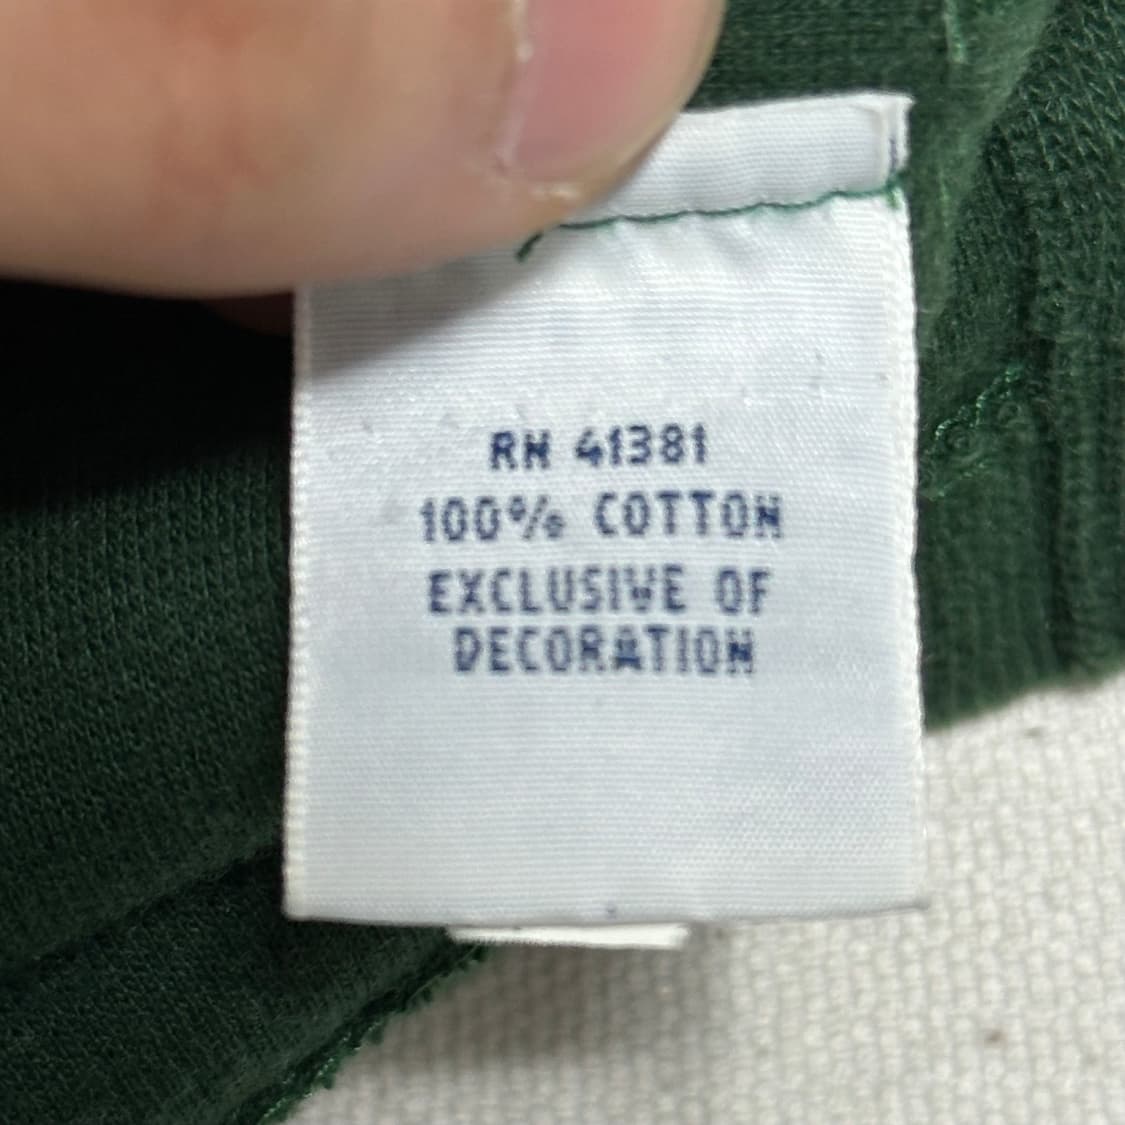 RN 41381
100% COTTON
EXCLUSIVE OF
DECORATION